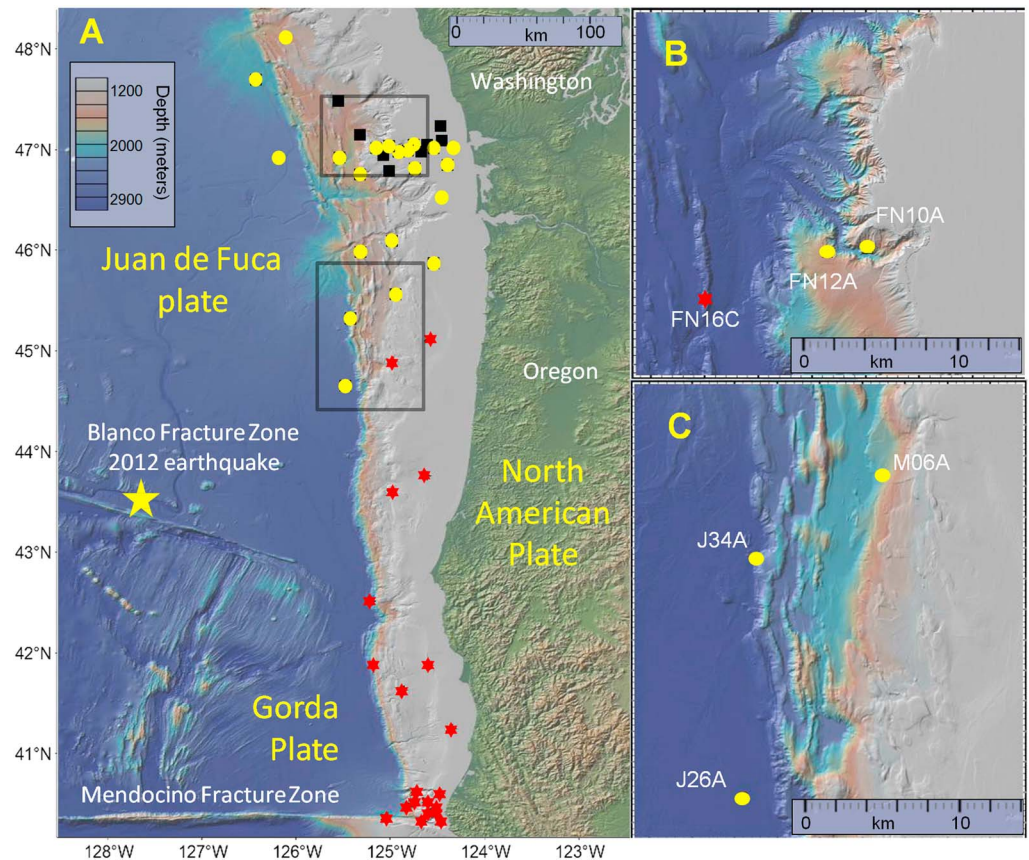 A
0 km 100
48°N
Washington
1200
2000
2900
Depth (meters)
47°N
46°N
Juan de Fuca
plate
45°N
Oregon
44°N
Blanco Fracture Zone
2012 earthquake
North
American
Plate
43°N
42°N
Gorda
Plate
41°N
Mendocino Fracture Zone
128°W 127°W 126°W 125°W 124°W 123°W
B
FN10A
FN12A
FN16C
0 km 10
C
M06A
J34A
J26A
0 km 10